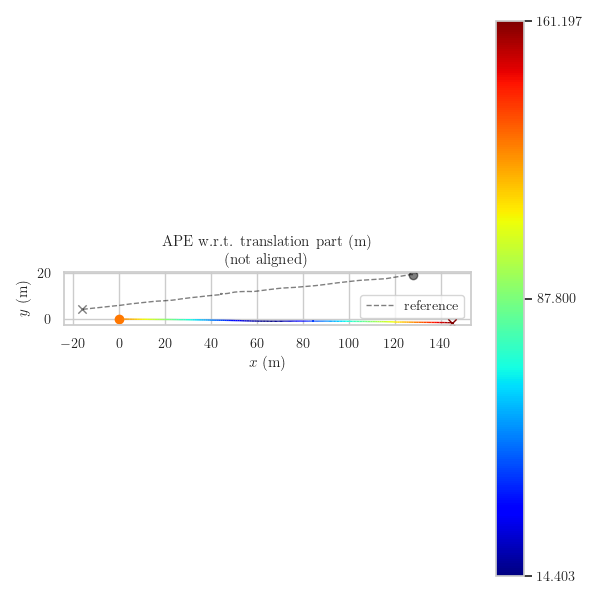 161.197
APE w.r.t. translation part (m)
(not aligned)
20
0
y (m)
reference
87.800
−20
0
20
40
60
80
100
120
140
x (m)
14.403